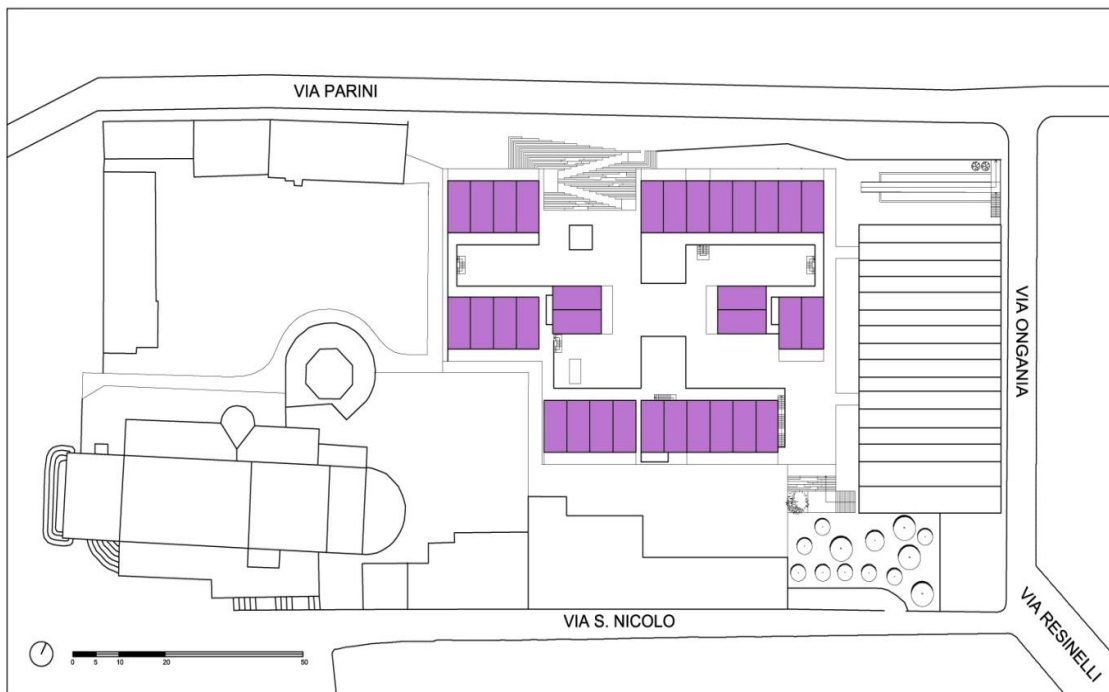 VIA PARINI
VIA ONGANIA
VIA S. NICOLO
VIA RESINELLI
0 5 10 20 50